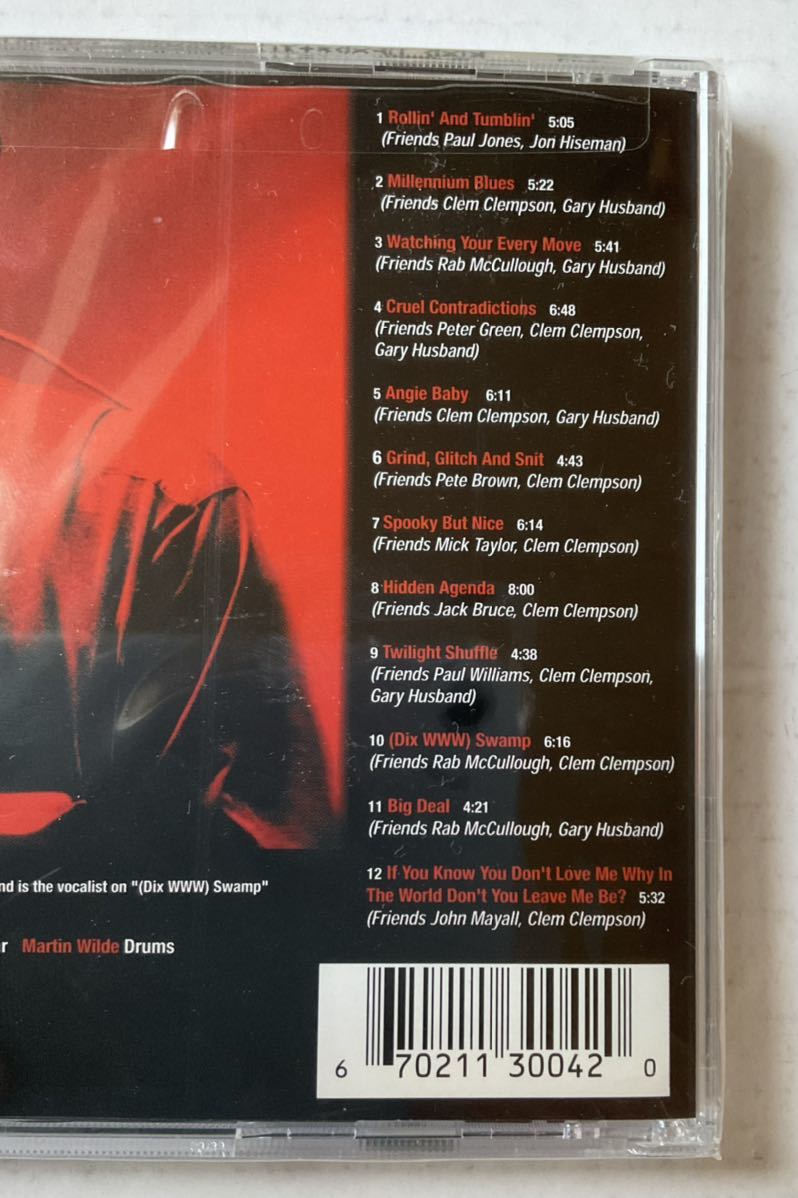 1 Rollin' And Tumblin' 5:05
(Friends Paul Jones, Jon Hiseman)
2 Millennium Blues 5:22
(Friends Clem Clempson, Gary Husband)
3 Watching Your Every Move 5:41
(Friends Rab McCullough, Gary Husband)
4 Cruel Contradictions 6:48
(Friends Peter Green, Clem Clempson,
Gary Husband)
5 Angie Baby 6:11
(Friends Clem Clempson, Gary Husband)
6 Grind, Glitch And Snit 4:43
(Friends Pete Brown, Clem Clempson)
7 Spooky But Nice 6:14
(Friends Mick Taylor, Clem Clempson)
8 Hidden Agenda 8:00
(Friends Jack Bruce, Clem Clempson)
9 Twilight Shuffle 4:38
(Friends Paul Williams, Clem Clempson,
Gary Husband)
10 (Dix WWW) Swamp 6:16
(Friends Rab McCullough, Clem Clempson)
11 Big Deal 4:21
(Friends Rab McCullough, Gary Husband)
12 If You Know You Don't Love Me Why In
The World Don't You Leave Me Be? 5:32
(Friends John Mayall, Clem Clempson)
nd is the vocalist on "(Dix WWW) Swamp"
r Martin Wilde Drums
6 70211 30042 0